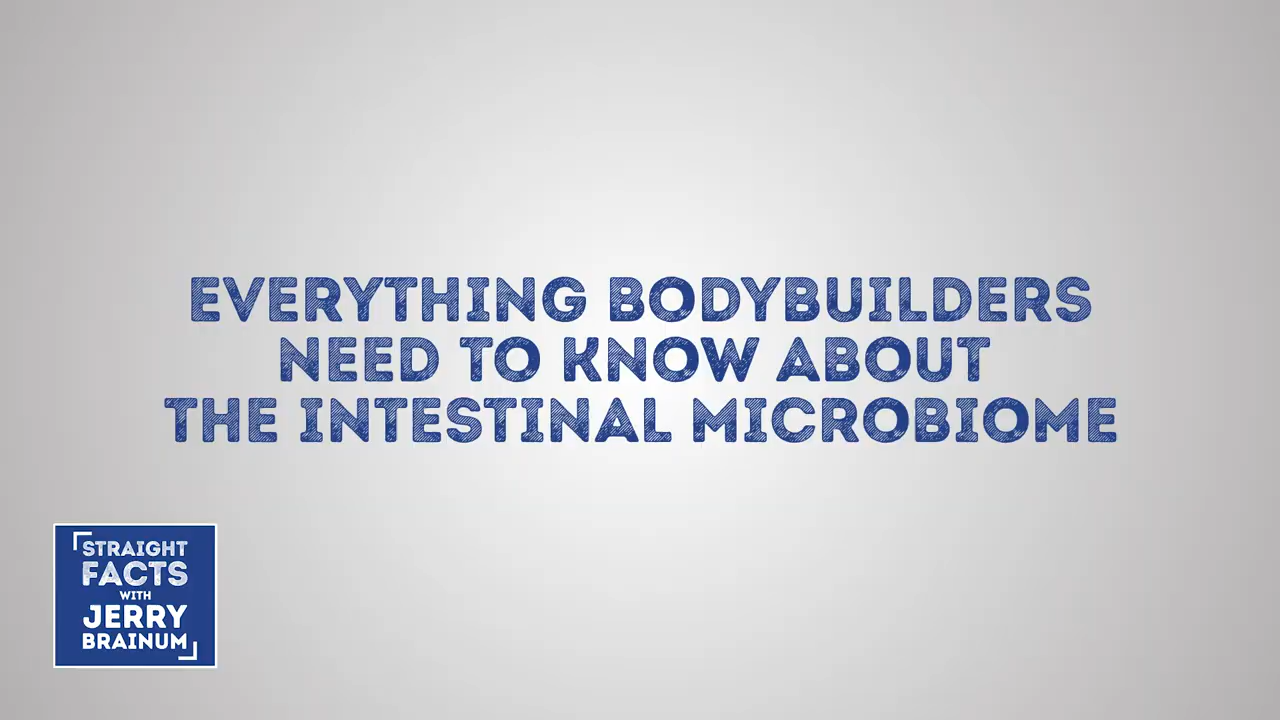 EVERYTHING BODYBUILDERS
NEED TO KNOW ABOUT
THE INTESTINAL MICROBIOME
STRAIGHT
FACTS
WITH
JERRY
BRAINUM